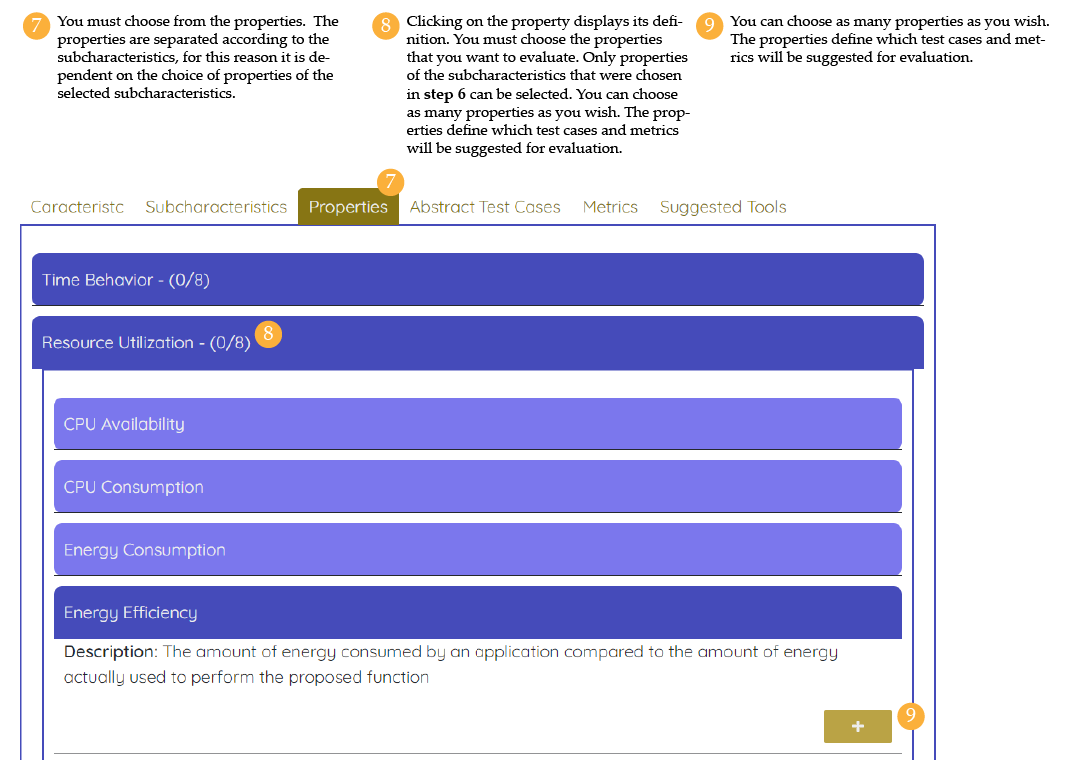 7
You must choose from the properties.  The
properties are separated according to the
subcharacteristics, for this reason it is de-
pendent on the choice of properties of the
selected subcharacteristics.
8
Clicking on the property displays its defi-
nition. You must choose the properties
that you want to evaluate. Only properties
of the subcharacteristics that were chosen
in step 6 can be selected. You can choose
as many properties as you wish. The prop-
erties define which test cases and metrics
will be suggested for evaluation.
9
You can choose as many properties as you wish.
The properties define which test cases and met-
rics will be suggested for evaluation.
7
Caracteristc Subcharacteristics Properties Abstract Test Cases Metrics Suggested Tools
Time Behavior - (0/8)
Resource Utilization - (0/8) 8
CPU Availability
CPU Consumption
Energy Consumption
Energy Efficiency
Description: The amount of energy consumed by an application compared to the amount of energy
actually used to perform the proposed function
+ 9